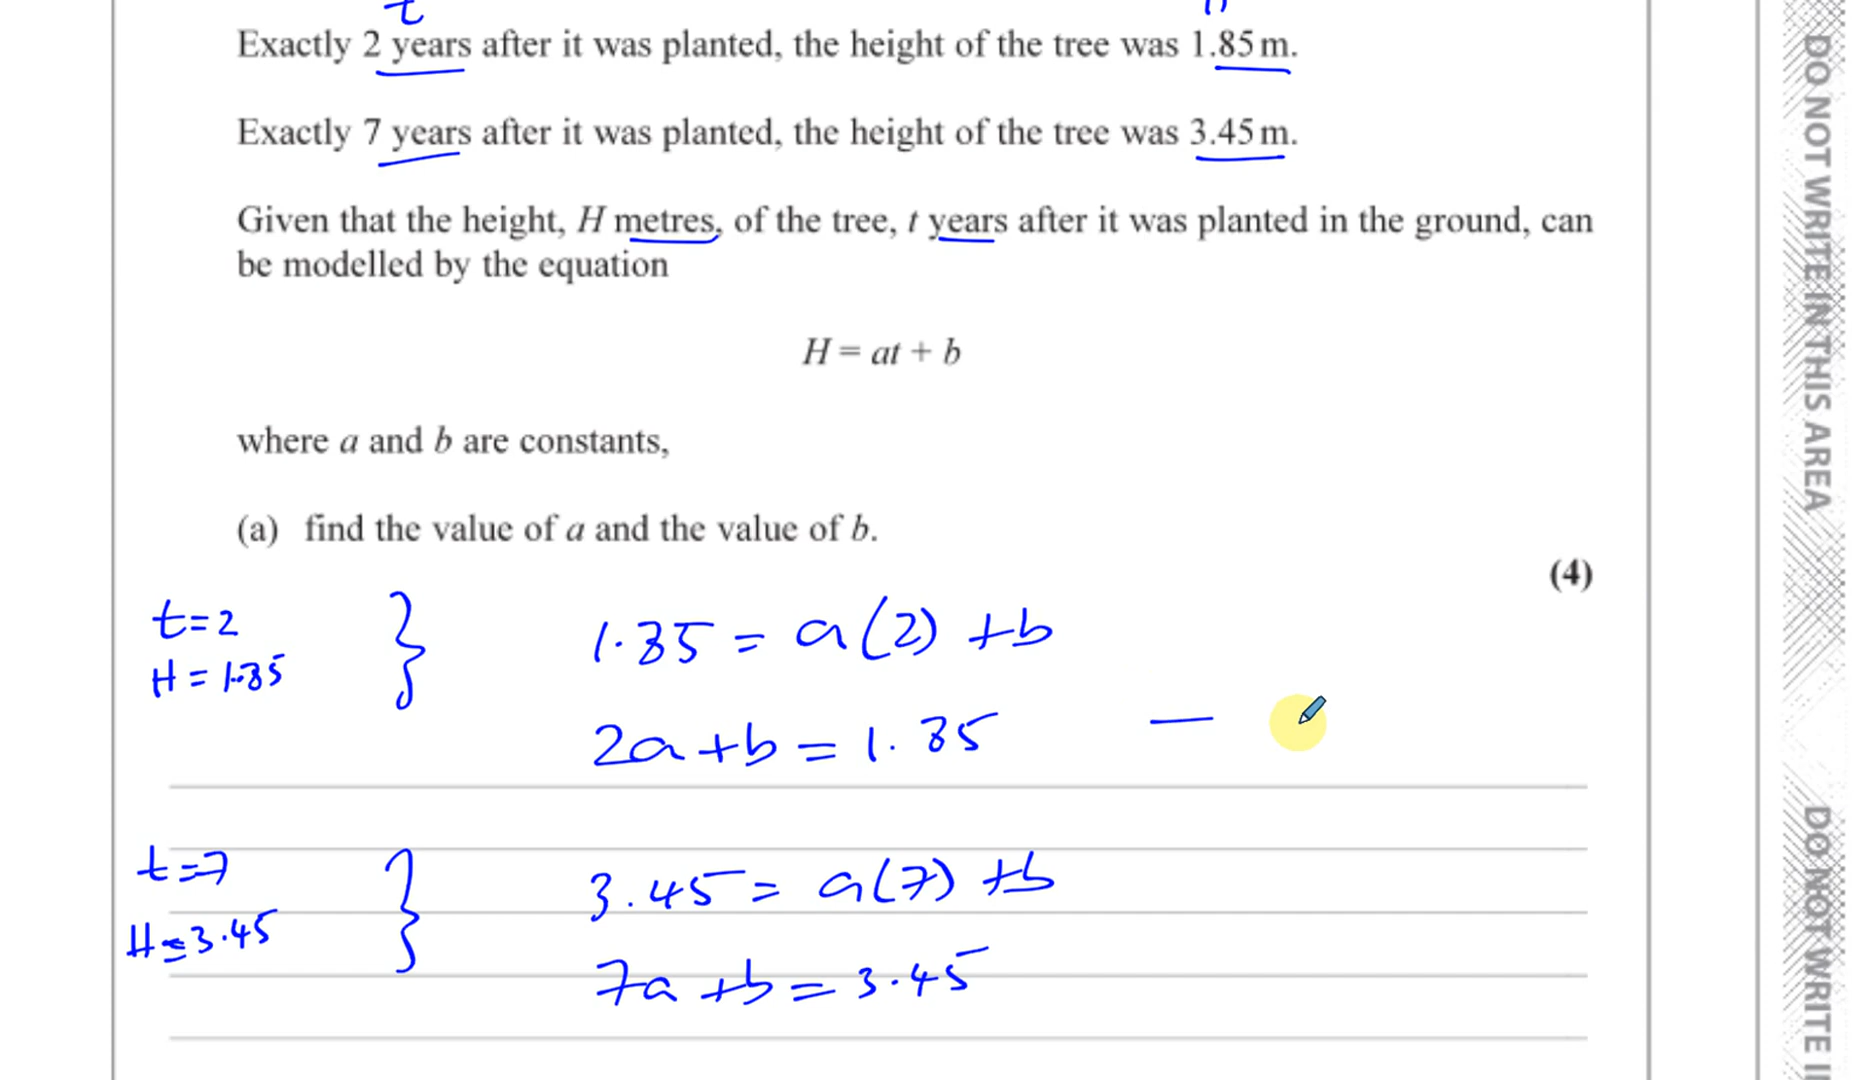 t
Exactly 2 years after it was planted, the height of the tree was 1.85 m.
Exactly 7 years after it was planted, the height of the tree was 3.45 m.
Given that the height, H metres, of the tree, t years after it was planted in the ground, can
be modelled by the equation
H = at + b
where a and b are constants,
(a) find the value of a and the value of b.
(4)
t=2
H = 1.85
1.85 = a(2) +b
2a+b = 1.85 —
t=7
H=3.45
3.45 = a(7) +b
7a +b = 3.45
DO NOT WRITE IN THIS AREA
DO NOT WRITE I